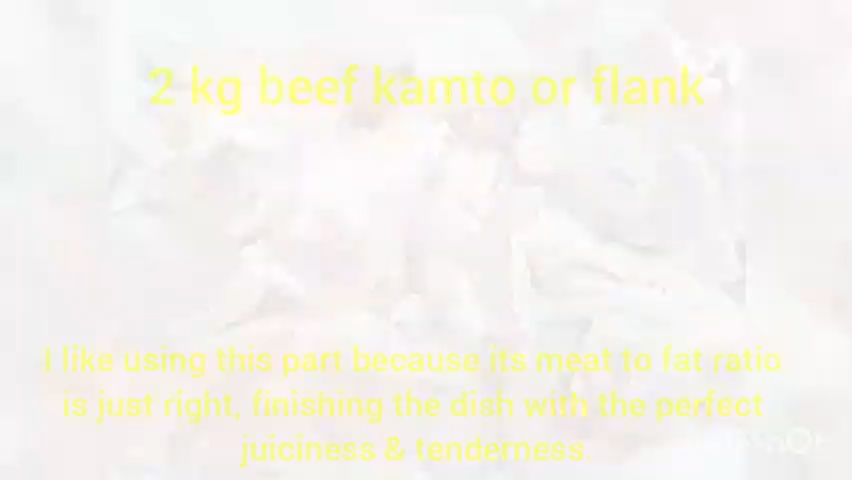 2 kg beef kamto or flank
I like using this part because its meat to fat ratio
is just right, finishing the dish with the perfect
juiciness & tenderness.